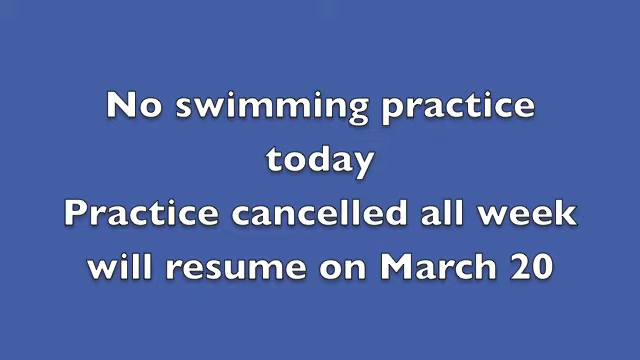 No swimming practice
today
Practice cancelled all week
will resume on March 20